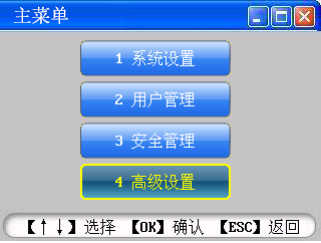 主菜单
1 系统设置
2 用户管理
3 安全管理
4 高级设置
【↑↓】选择 【OK】确认 【ESC】返回